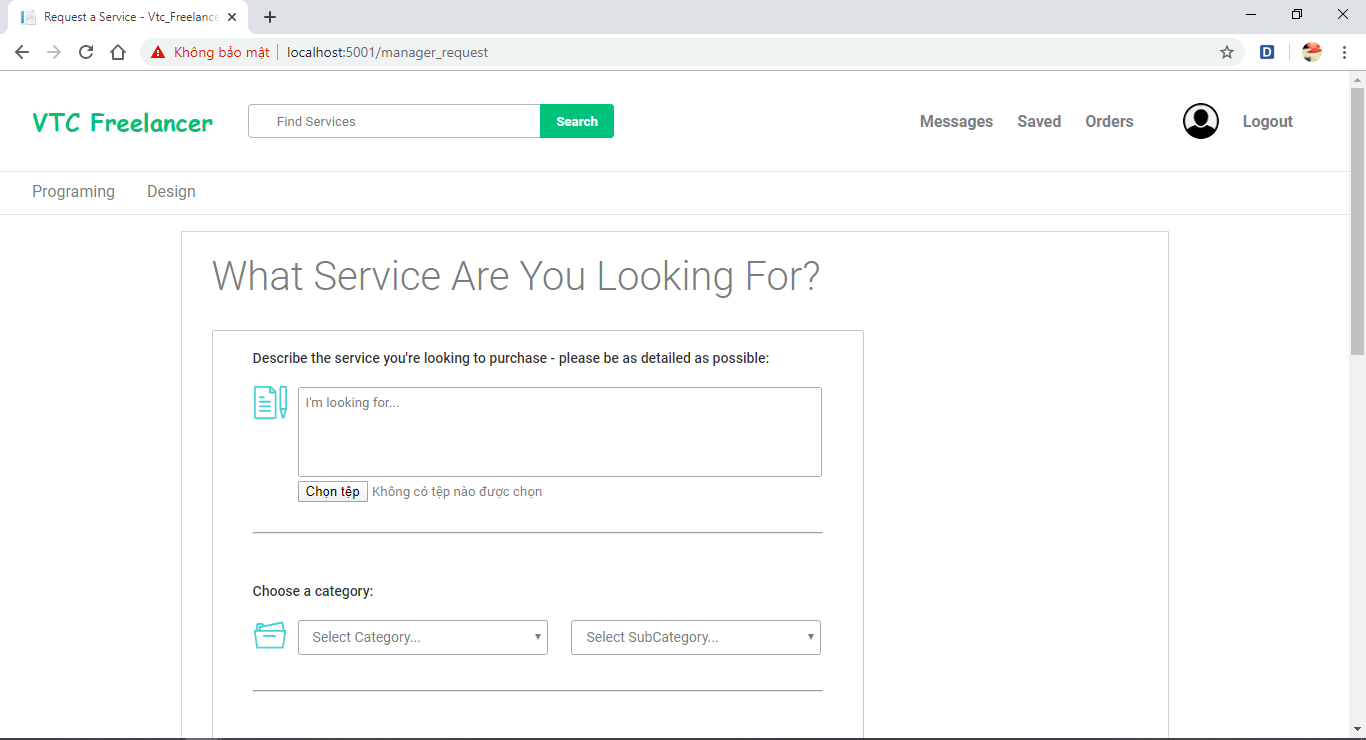 Request a Service - Vtc_Freelance
Không bảo mật localhost:5001/manager_request
VTC Freelancer Find Services Search Messages Saved Orders Logout
Programing Design
What Service Are You Looking For?
Describe the service you're looking to purchase - please be as detailed as possible:
I'm looking for...
Chọn tệp Không có tệp nào được chọn
Choose a category:
Select Category... Select SubCategory...